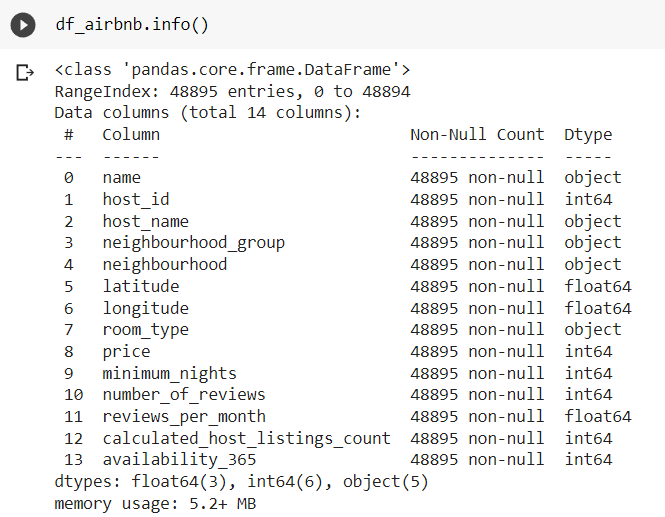 df_airbnb.info()
<class 'pandas.core.frame.DataFrame'>
RangeIndex: 48895 entries, 0 to 48894
Data columns (total 14 columns):
 #   Column                          Non-Null Count  Dtype
---  ------                          --------------  -----
 0   name                            48895 non-null  object
 1   host_id                         48895 non-null  int64
 2   host_name                       48895 non-null  object
 3   neighbourhood_group             48895 non-null  object
 4   neighbourhood                   48895 non-null  object
 5   latitude                        48895 non-null  float64
 6   longitude                       48895 non-null  float64
 7   room_type                       48895 non-null  object
 8   price                           48895 non-null  int64
 9   minimum_nights                  48895 non-null  int64
 10  number_of_reviews               48895 non-null  int64
 11  reviews_per_month               48895 non-null  float64
 12  calculated_host_listings_count  48895 non-null  int64
 13  availability_365                48895 non-null  int64
dtypes: float64(3), int64(6), object(5)
memory usage: 5.2+ MB